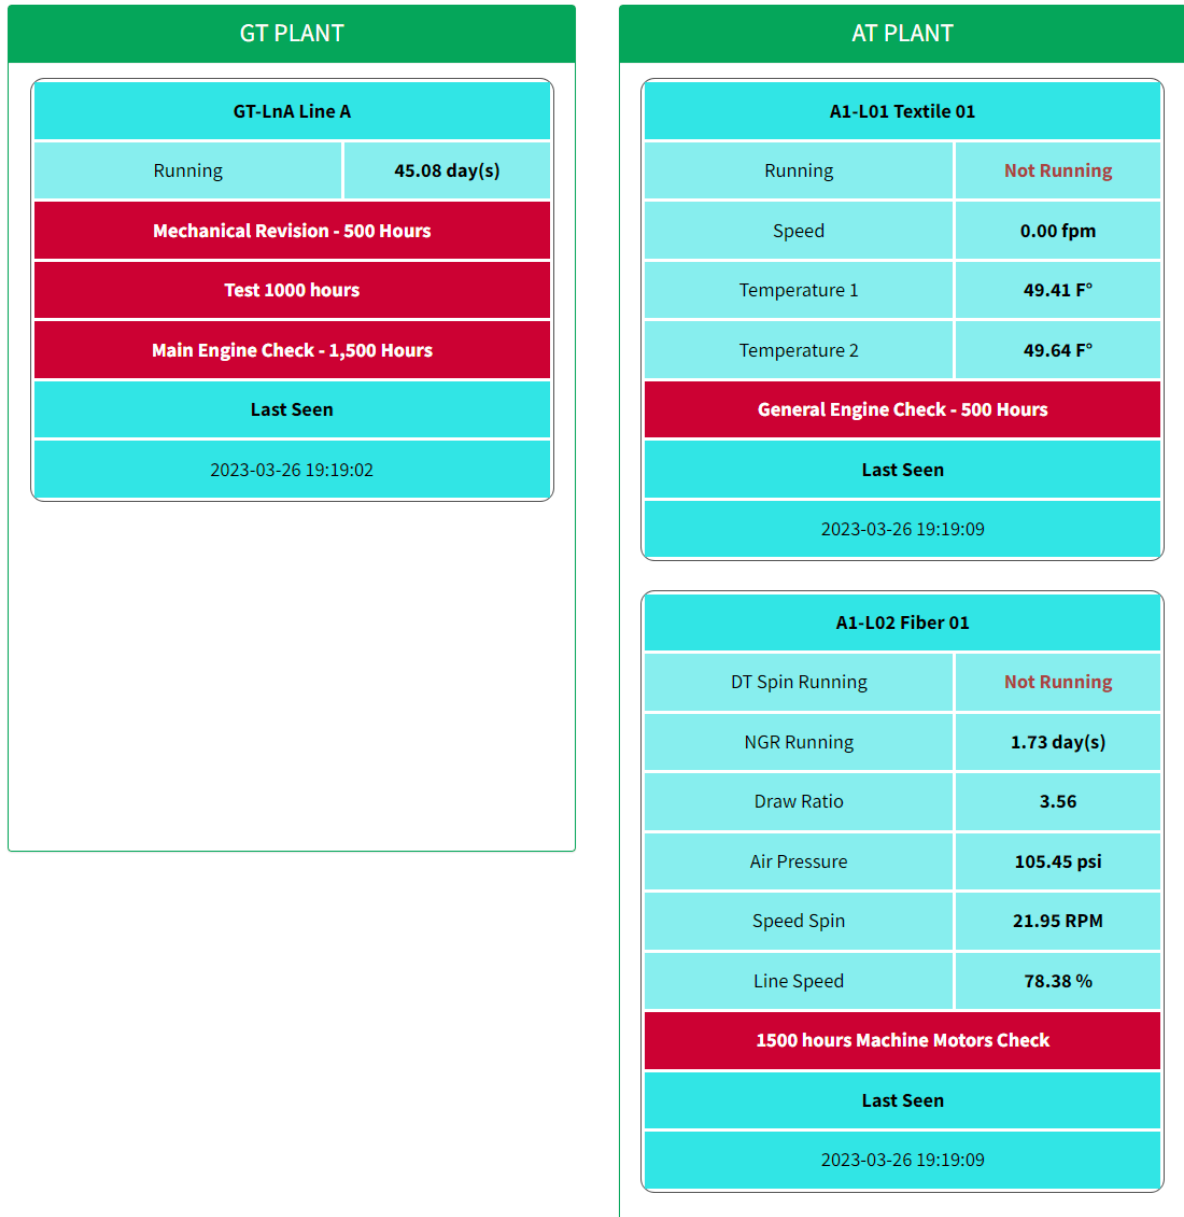 GT PLANT
GT-LnA Line A
Running 45.08 day(s)
Mechanical Revision - 500 Hours
Test 1000 hours
Main Engine Check - 1,500 Hours
Last Seen
2023-03-26 19:19:02
AT PLANT
A1-L01 Textile 01
Running Not Running
Speed 0.00 fpm
Temperature 1 49.41 F°
Temperature 2 49.64 F°
General Engine Check - 500 Hours
Last Seen
2023-03-26 19:19:09
A1-L02 Fiber 01
DT Spin Running Not Running
NGR Running 1.73 day(s)
Draw Ratio 3.56
Air Pressure 105.45 psi
Speed Spin 21.95 RPM
Line Speed 78.38 %
1500 hours Machine Motors Check
Last Seen
2023-03-26 19:19:09